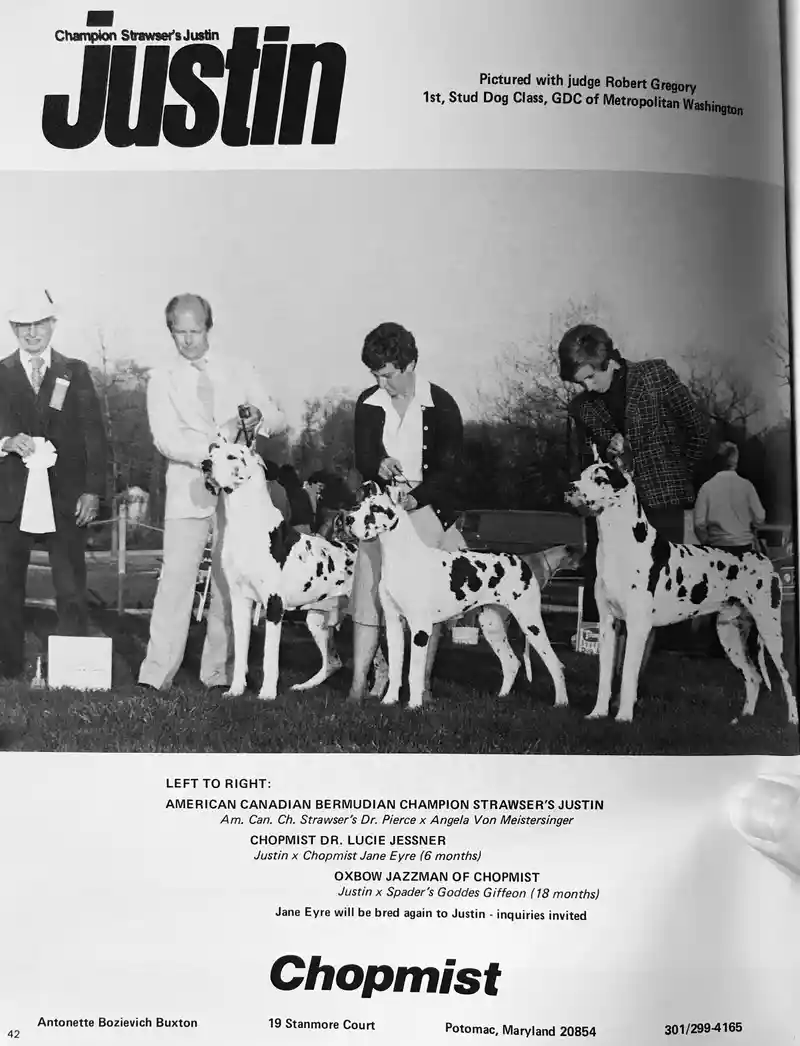 Champion Strawser's Justin
justin
Pictured with judge Robert Gregory
1st, Stud Dog Class, GDC of Metropolitan Washington
LEFT TO RIGHT:
AMERICAN CANADIAN BERMUDIAN CHAMPION STRAWSER'S JUSTIN
Am. Can. Ch. Strawser's Dr. Pierce x Angela Von Meistersinger
CHOPMIST DR. LUCIE JESSNER
Justin x Chopmist Jane Eyre (6 months)
OXBOW JAZZMAN OF CHOPMIST
Justin x Spader's Goddes Giffeon (18 months)
Jane Eyre will be bred again to Justin - inquiries invited
Chopmist
Antonette Bozievich Buxton 19 Stanmore Court Potomac, Maryland 20854 301/299-4165
42